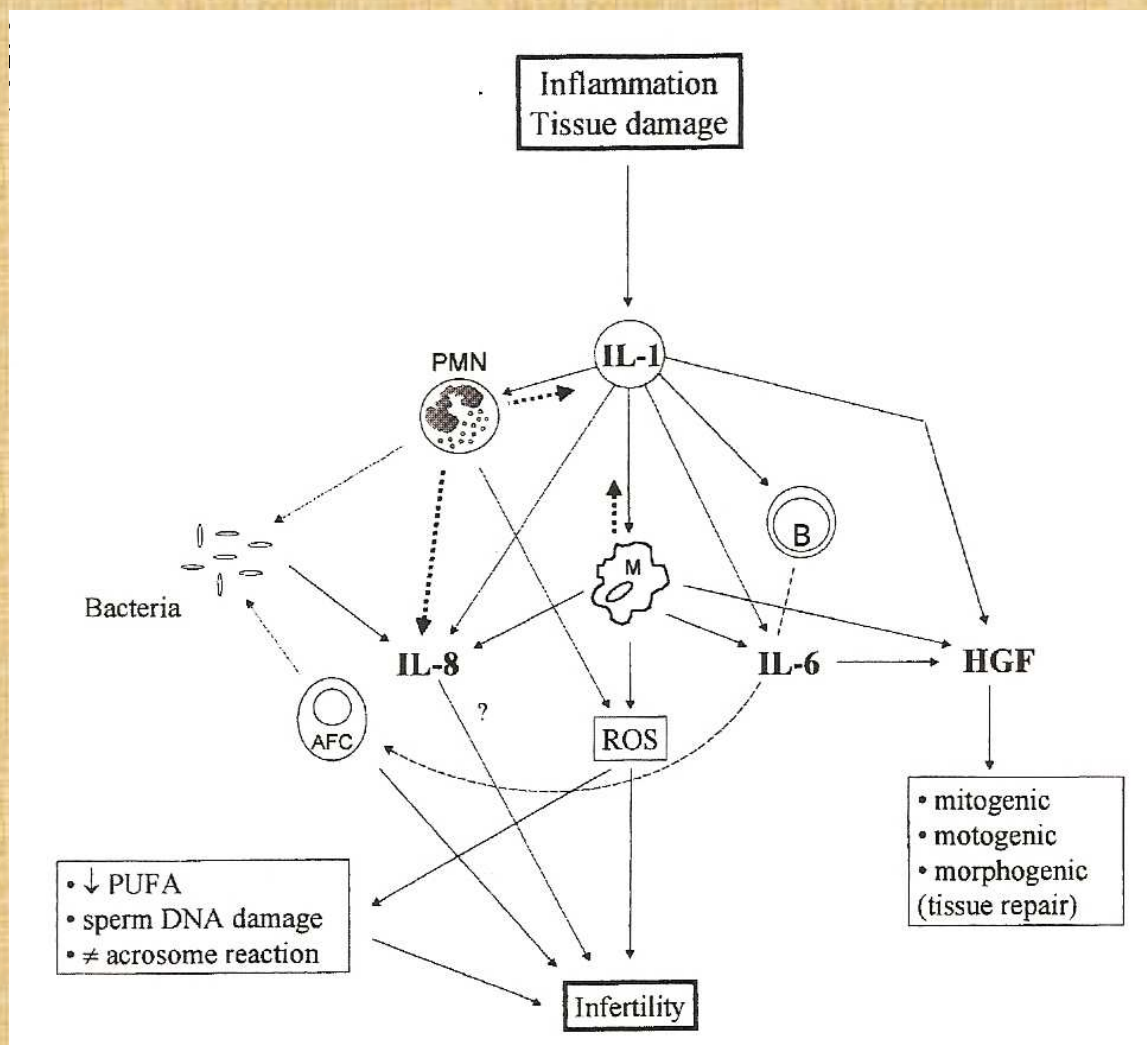 Inflammation
Tissue damage
IL-1
PMN
B
M
Bacteria
IL-8
IL-6
HGF
?
AFC
ROS
• mitogenic
• motogenic
• morphogenic
(tissue repair)
• ↓ PUFA
• sperm DNA damage
• ≠ acrosome reaction
Infertility